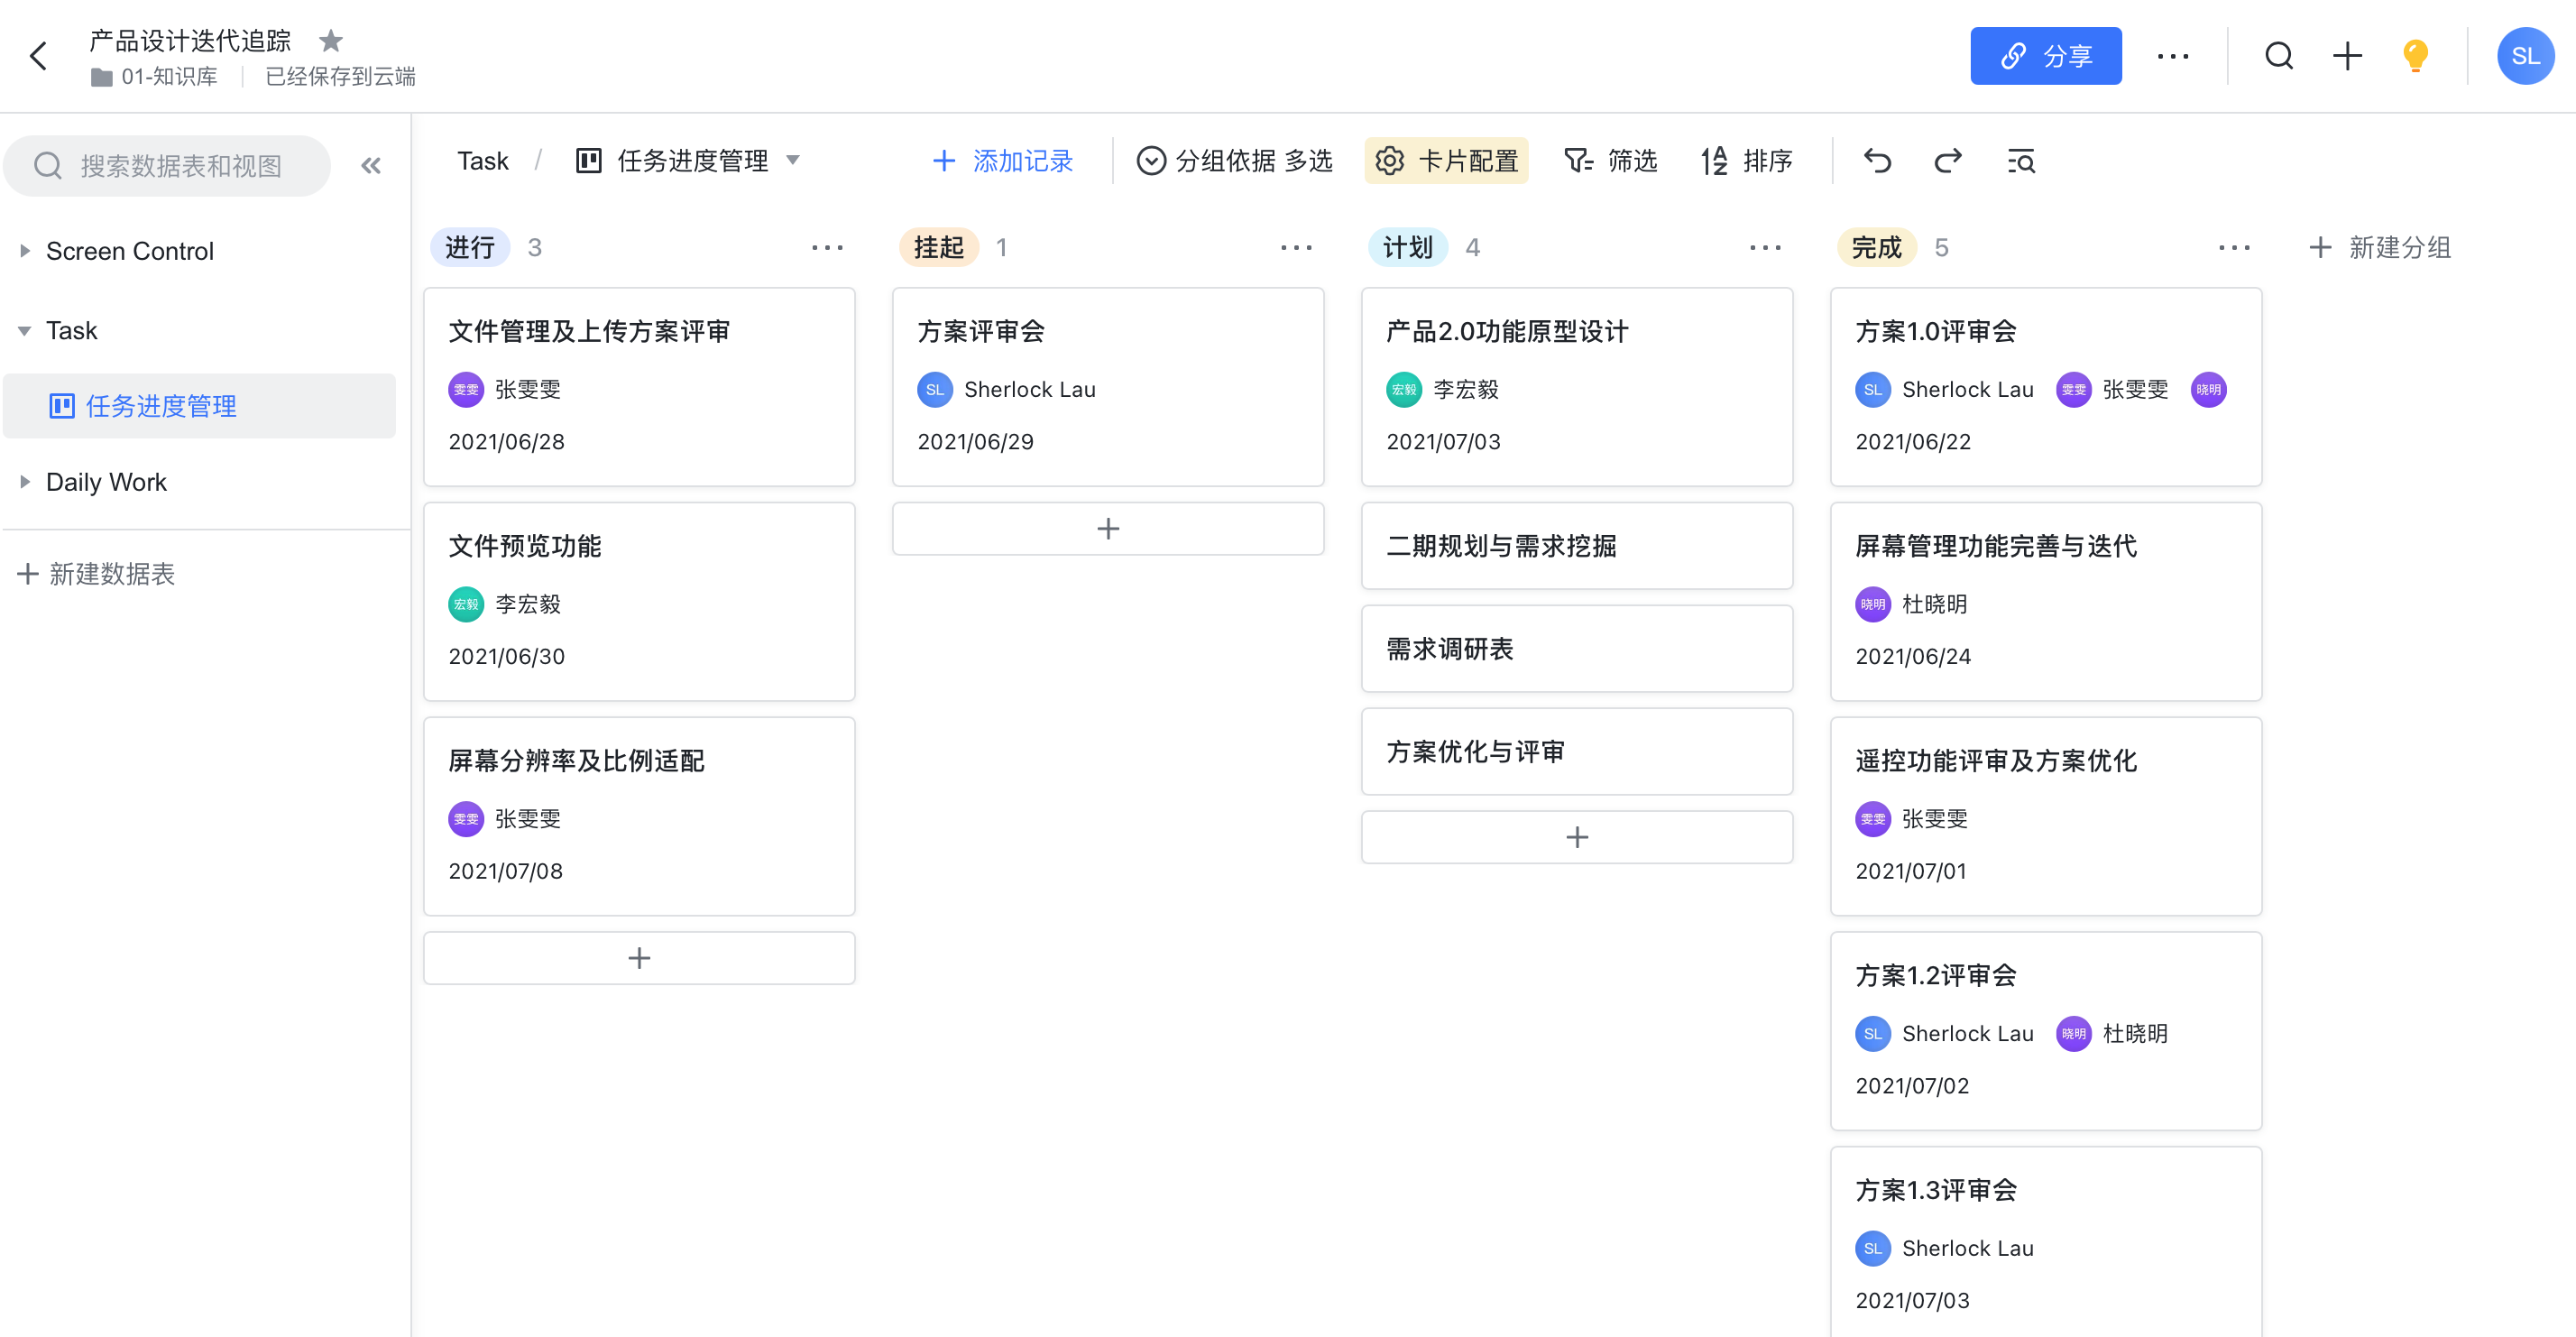 产品设计迭代追踪
01-知识库 已经保存到云端
分享
SL
搜索数据表和视图
Screen Control
Task
任务进度管理
Daily Work
新建数据表
Task / 任务进度管理
添加记录 分组依据 多选 卡片配置 筛选 排序
进行 3
文件管理及上传方案评审
雯雯 张雯雯
2021/06/28
文件预览功能
宏毅 李宏毅
2021/06/30
屏幕分辨率及比例适配
雯雯 张雯雯
2021/07/08
挂起 1
方案评审会
SL Sherlock Lau
2021/06/29
计划 4
产品2.0功能原型设计
宏毅 李宏毅
2021/07/03
二期规划与需求挖掘
需求调研表
方案优化与评审
完成 5
方案1.0评审会
SL Sherlock Lau 雯雯 张雯雯 晓明
2021/06/22
屏幕管理功能完善与迭代
晓明 杜晓明
2021/06/24
遥控功能评审及方案优化
雯雯 张雯雯
2021/07/01
方案1.2评审会
SL Sherlock Lau 晓明 杜晓明
2021/07/02
方案1.3评审会
SL Sherlock Lau
2021/07/03
新建分组